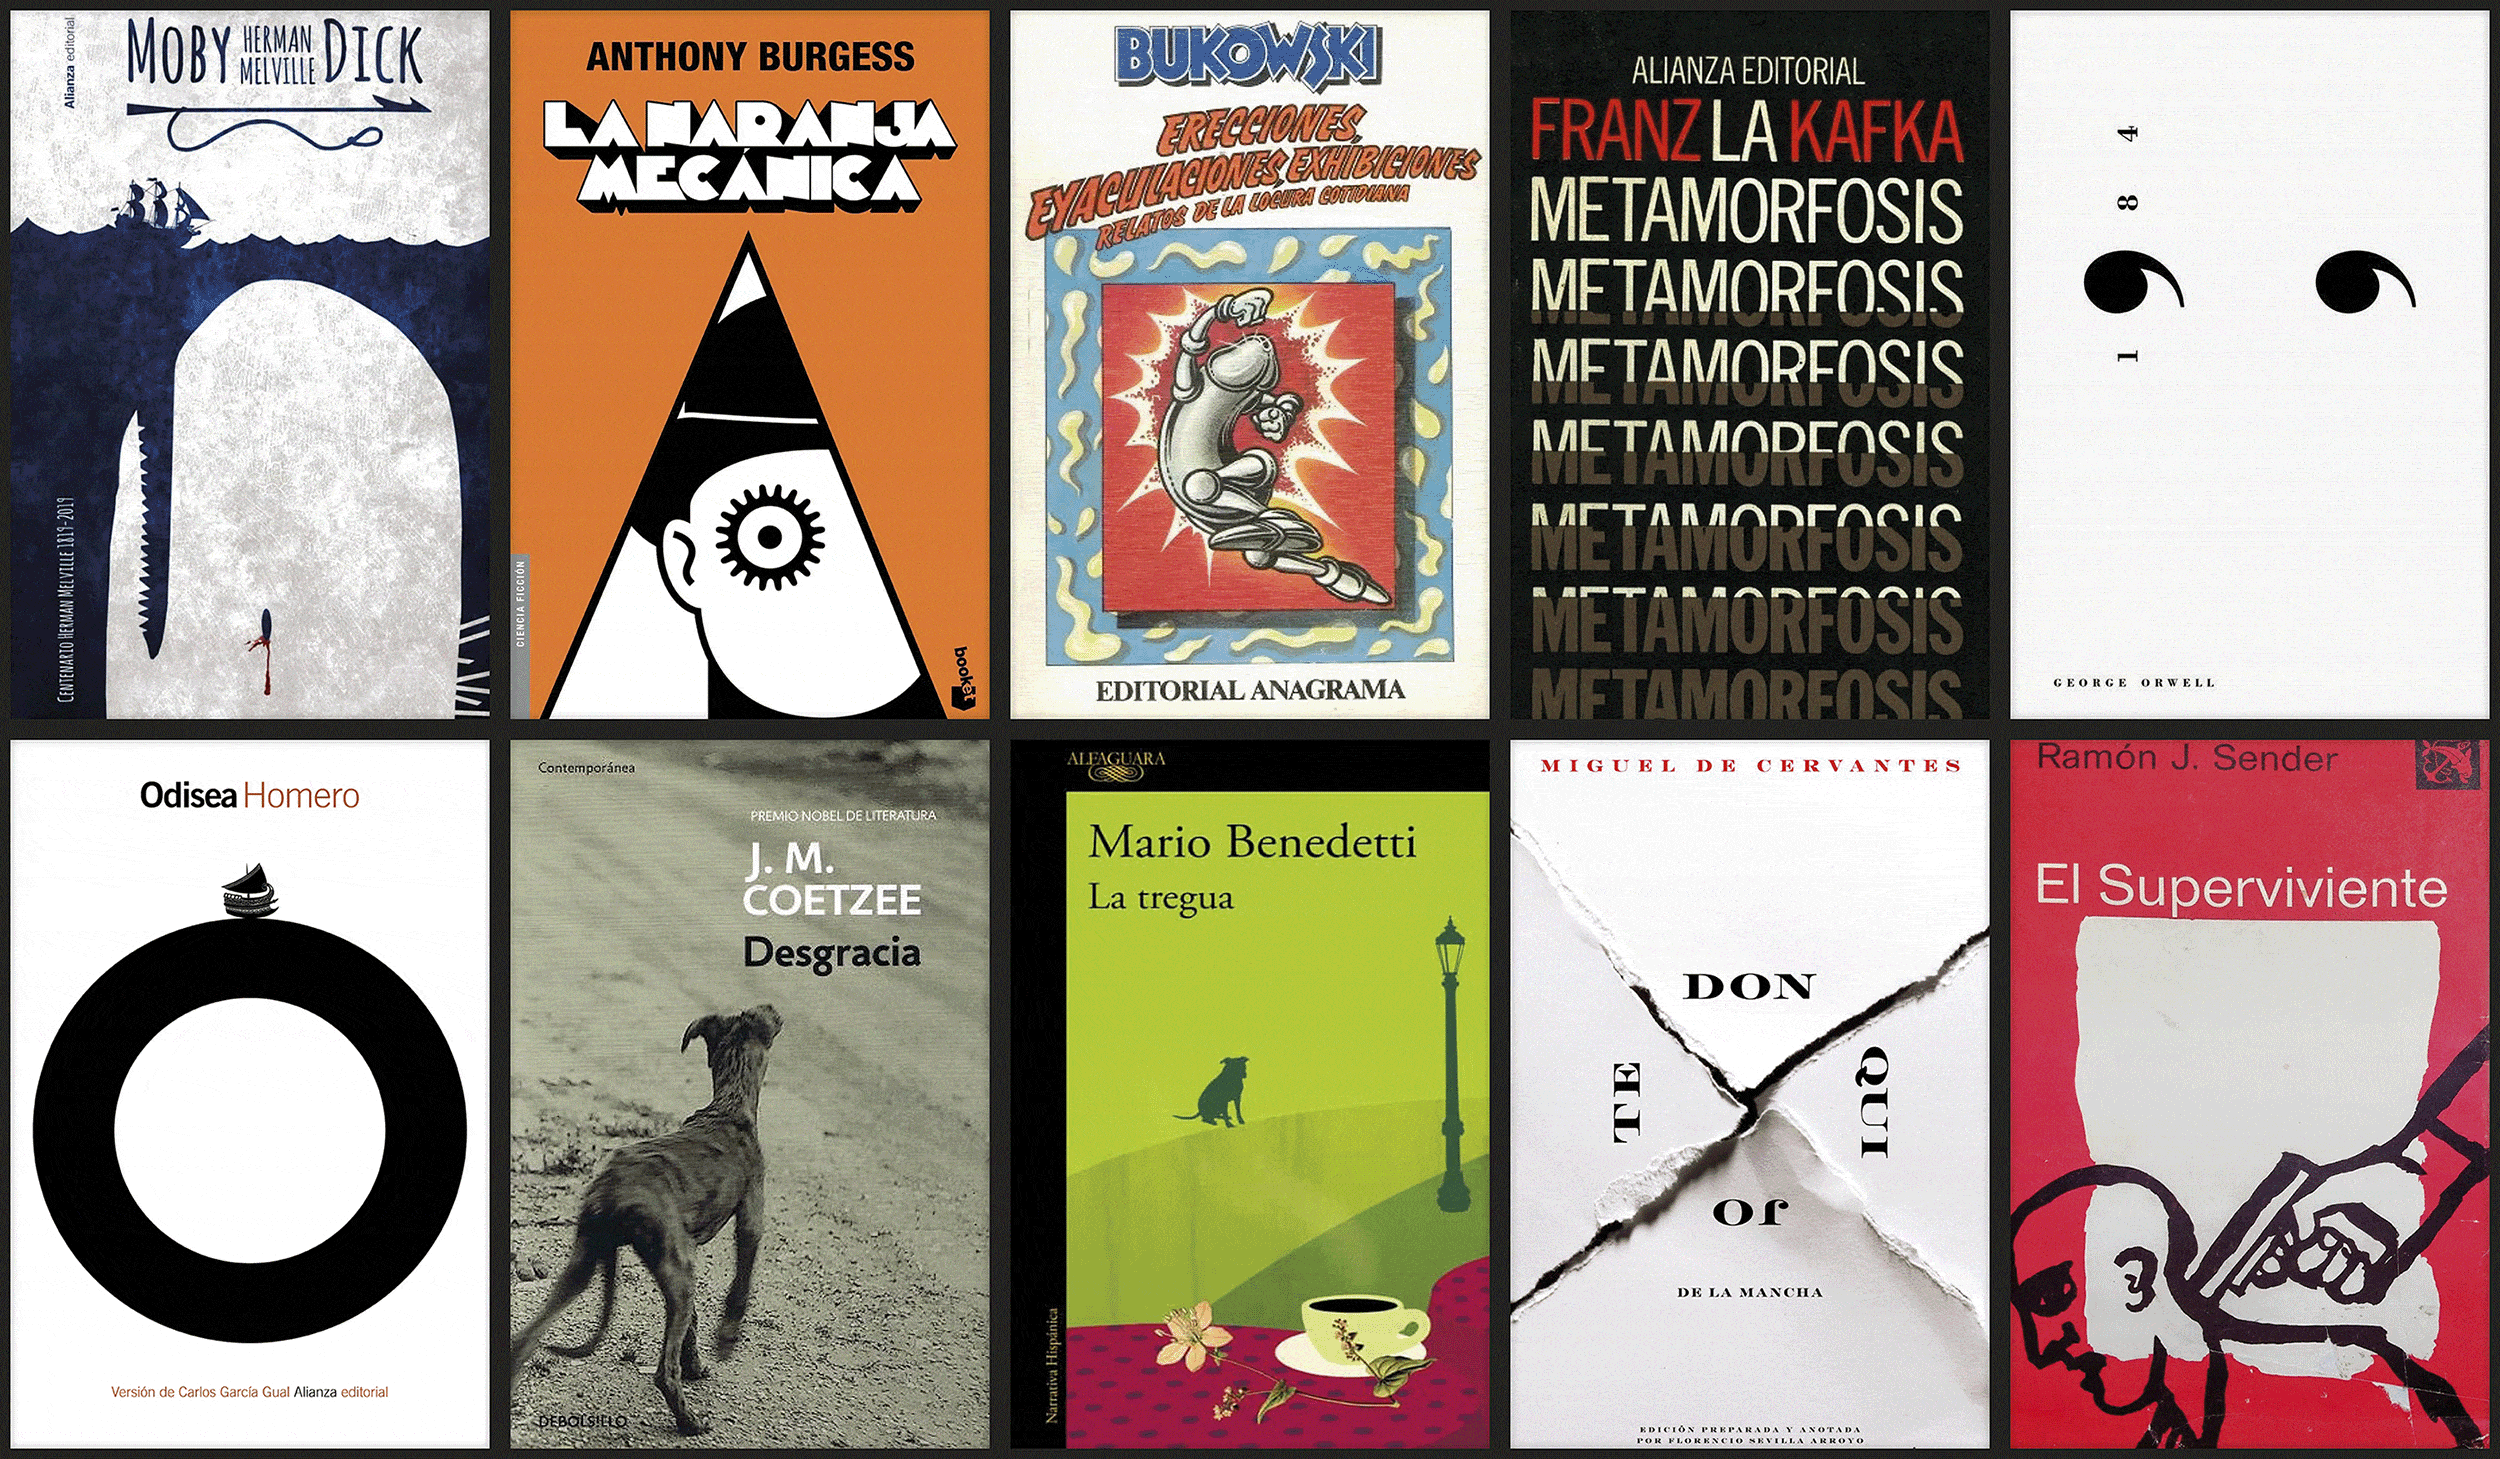 Alianza editorial
MOBY HERMAN MELVILLE DICK
CENTENARIO HERMAN MELVILLE 1819-2019
ANTHONY BURGESS
LA NARANJA
MECÁNICA
CIENCIA FICCIÓN
booket
BUKOWSKI
ERECCIONES,
EYACULACIONES, EXHIBICIONES
RELATOS DE LA LOCURA COTIDIANA
EDITORIAL ANAGRAMA
ALIANZA EDITORIAL
FRANZ LA KAFKA
METAMORFOSIS
METAMORFOSIS
METAMORFOSIS
METAMORFOSIS
METAMORFOSIS
METAMORFOSIS
METAMORFOSIS
1 9 8 4
GEORGE ORWELL
Odisea Homero
Versión de Carlos García Gual Alianza editorial
Contemporánea
PREMIO NOBEL DE LITERATURA
J. M.
COETZEE
Desgracia
DEBOLSILLO
ALFAGUARA
Mario Benedetti
La tregua
Narrativa Hispánica
MIGUEL DE CERVANTES
DON
QUI
JO
TE
DE LA MANCHA
EDICIÓN PREPARADA Y ANOTADA
POR FLORENCIO SEVILLA ARROYO
Ramón J. Sender
El Superviviente